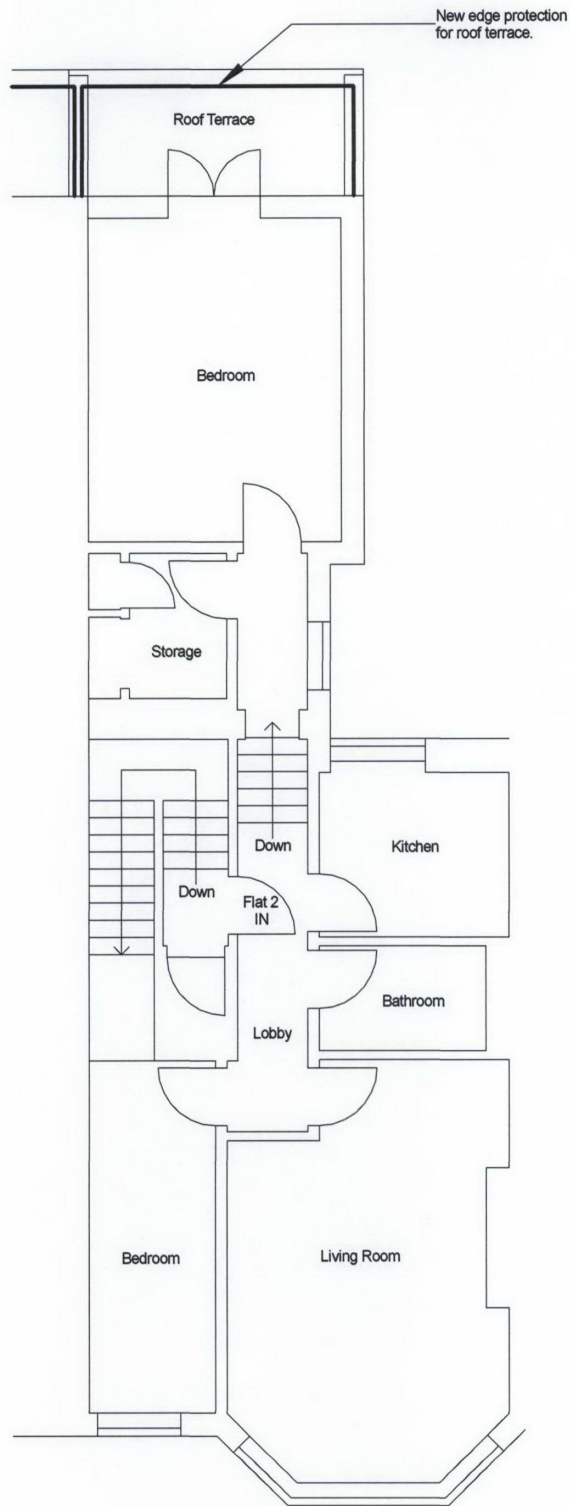 New edge protection
for roof terrace.
Roof Terrace
Bedroom
Storage
Down
Kitchen
Down
Flat 2
IN
Bathroom
Lobby
Bedroom
Living Room